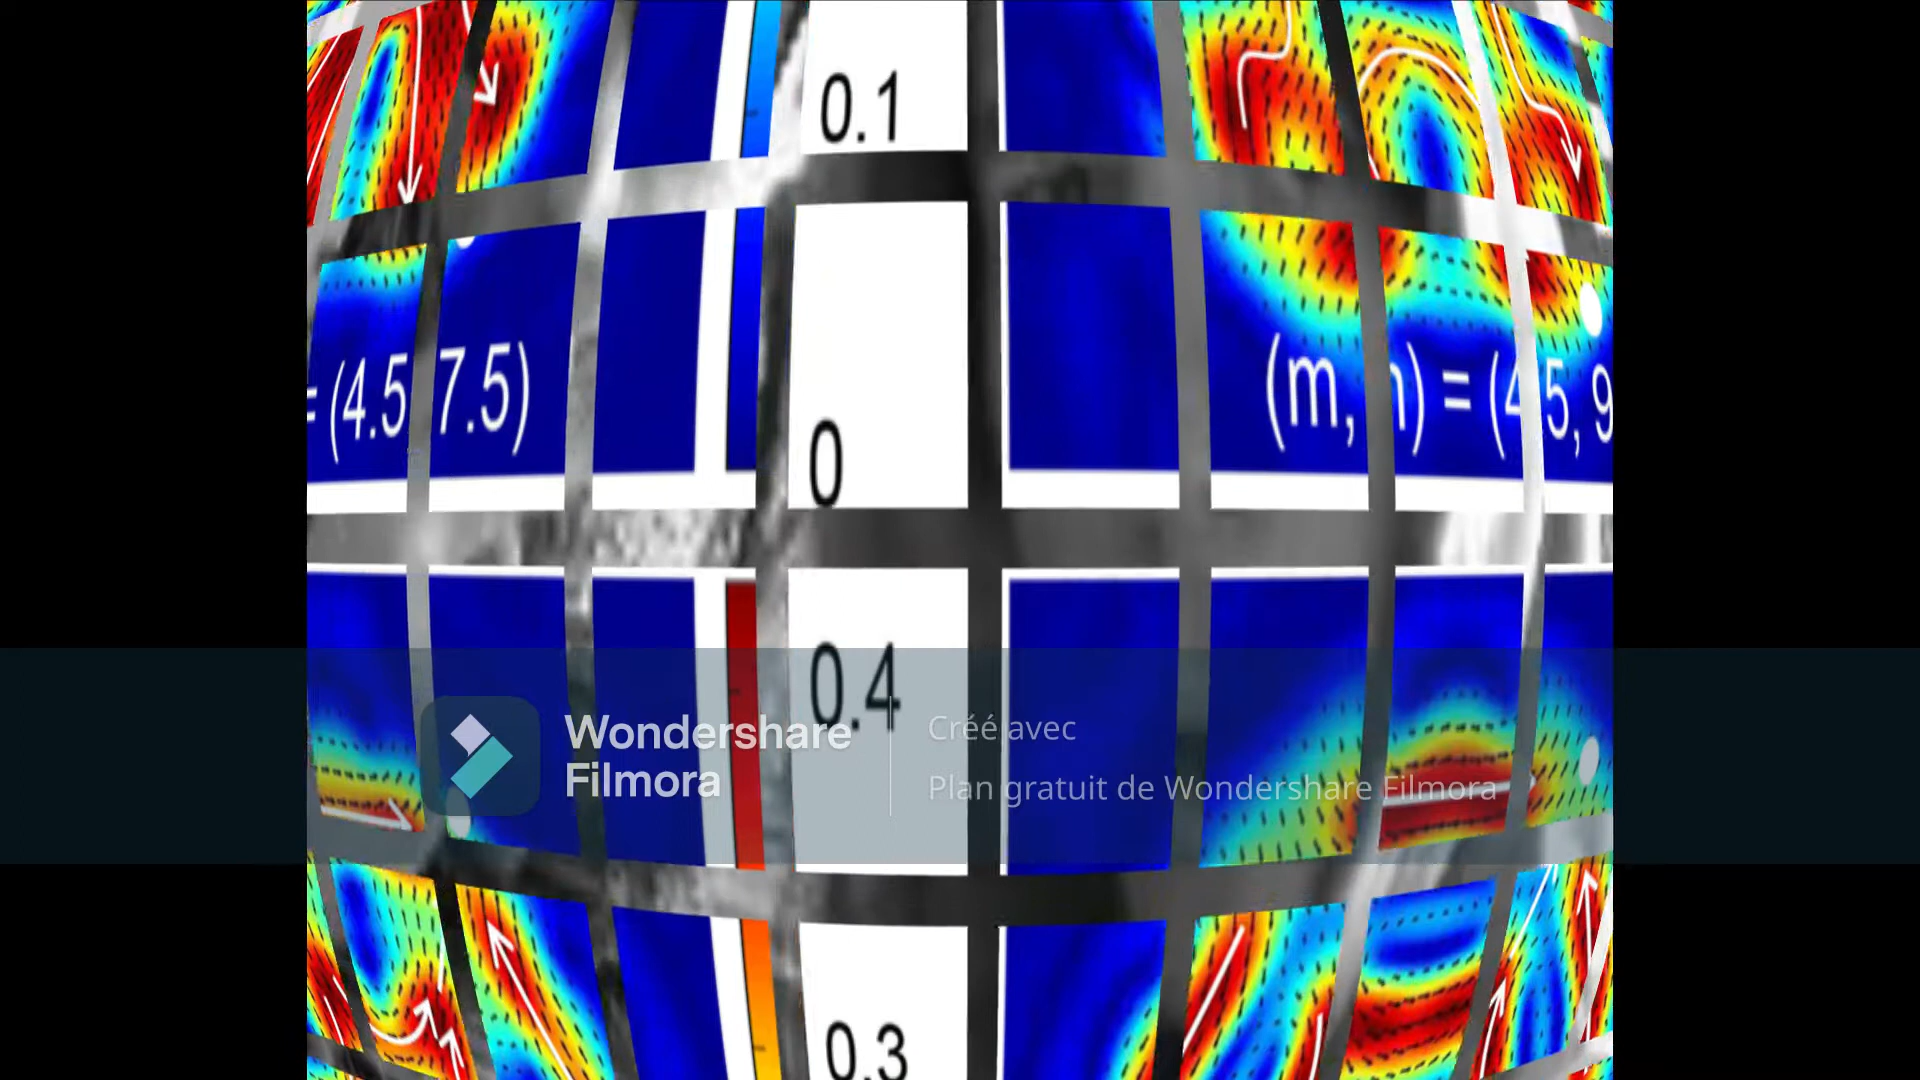 0.1
= (4.5 7.5)
(m, n) = (4.5, 9
0
0.4
Wondershare
Filmora
Créé avec
Plan gratuit de Wondershare Filmora
0.3